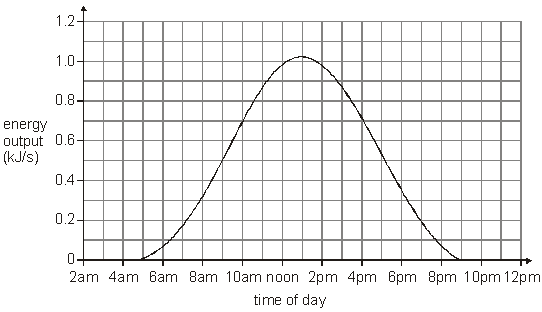 1.2
1.0
0.8
0.6
0.4
0.2
0
energy
output
(kJ/s)
2am 4am 6am 8am 10am noon 2pm 4pm 6pm 8pm 10pm 12pm
time of day